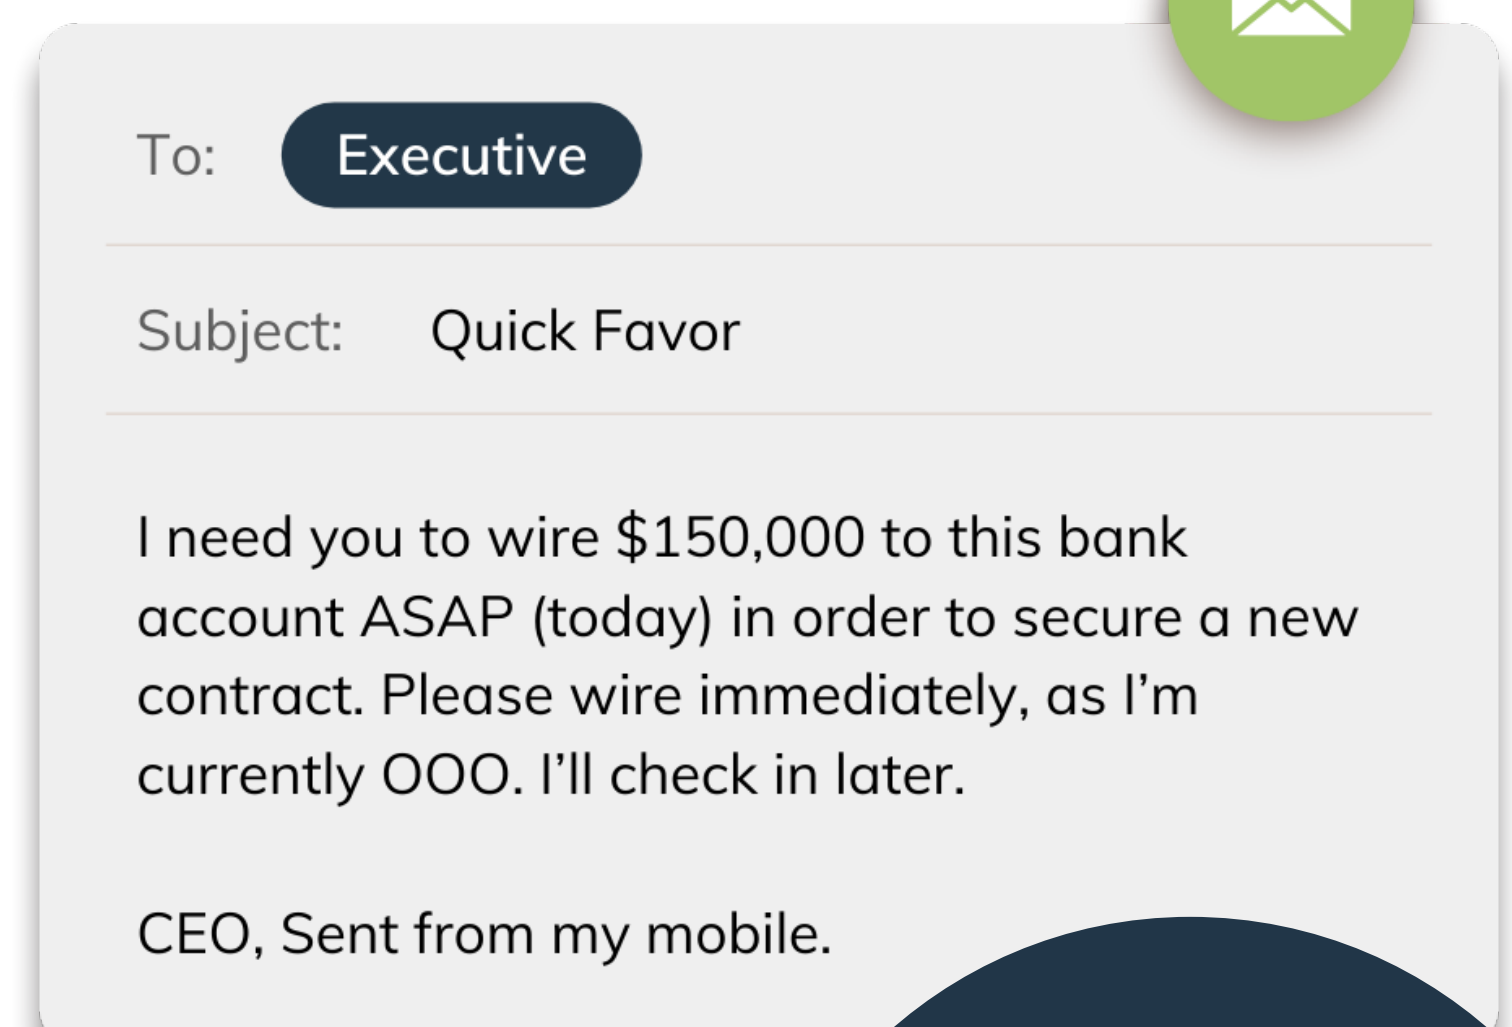 To: Executive
Subject: Quick Favor
I need you to wire $150,000 to this bank
account ASAP (today) in order to secure a new
contract. Please wire immediately, as I’m
currently OOO. I’ll check in later.
CEO, Sent from my mobile.